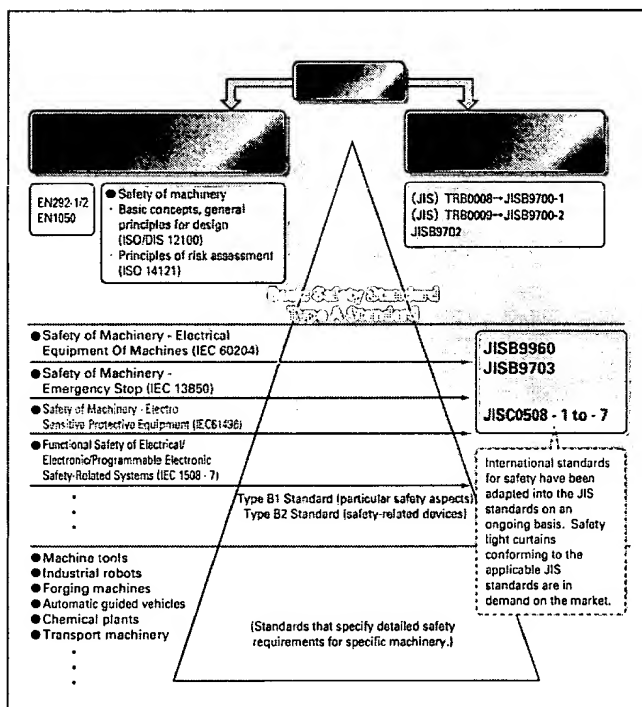 EN292-1/2
EN1050
● Safety of machinery
· Basic concepts, general
principles for design
(ISO/DIS 12100)
· Principles of risk assessment
(ISO 14121)
(JIS) TRB0008→JISB9700-1
(JIS) TRB0009→JISB9700-2
JISB9702
Basic Safety Standard
Type A Standard
● Safety of Machinery - Electrical
Equipment Of Machines (IEC 60204)
● Safety of Machinery -
Emergency Stop (IEC 13850)
● Safety of Machinery - Electro
Sensitive Protective Equipment (IEC61496)
● Functional Safety of Electrical/
Electronic/Programmable Electronic
Safety-Related Systems (IEC 1508 - 7)
JISB9960
JISB9703
JISC0508 - 1 to - 7
International standards
for safety have been
adapted into the JIS
standards on an
ongoing basis. Safety
light curtains
conforming to the
applicable JIS
standards are in
demand on the market.
Type B1 Standard (particular safety aspects)
Type B2 Standard (safety-related devices)
● Machine tools
● Industrial robots
● Forging machines
● Automatic guided vehicles
● Chemical plants
● Transport machinery
(Standards that specify detailed safety
requirements for specific machinery.)